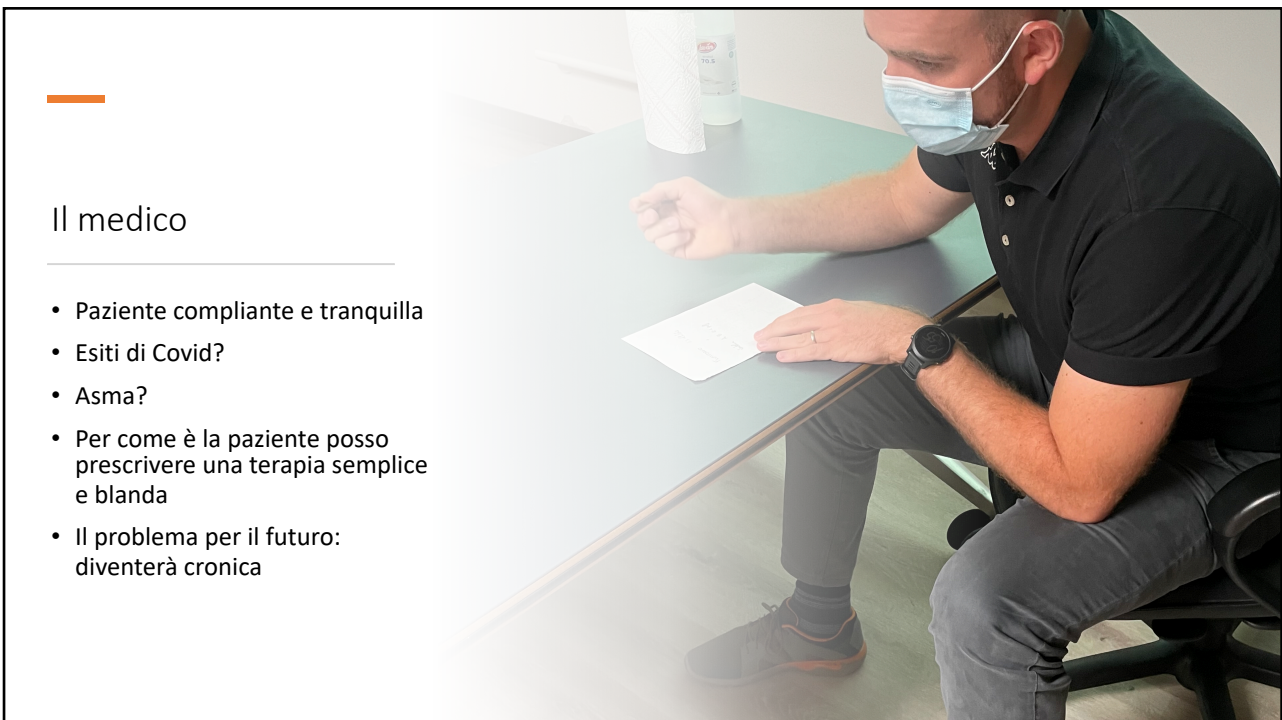 Il medico
• Paziente compliante e tranquilla
• Esiti di Covid?
• Asma?
• Per come è la paziente posso
prescrivere una terapia semplice
e blanda
• Il problema per il futuro:
diventerà cronica